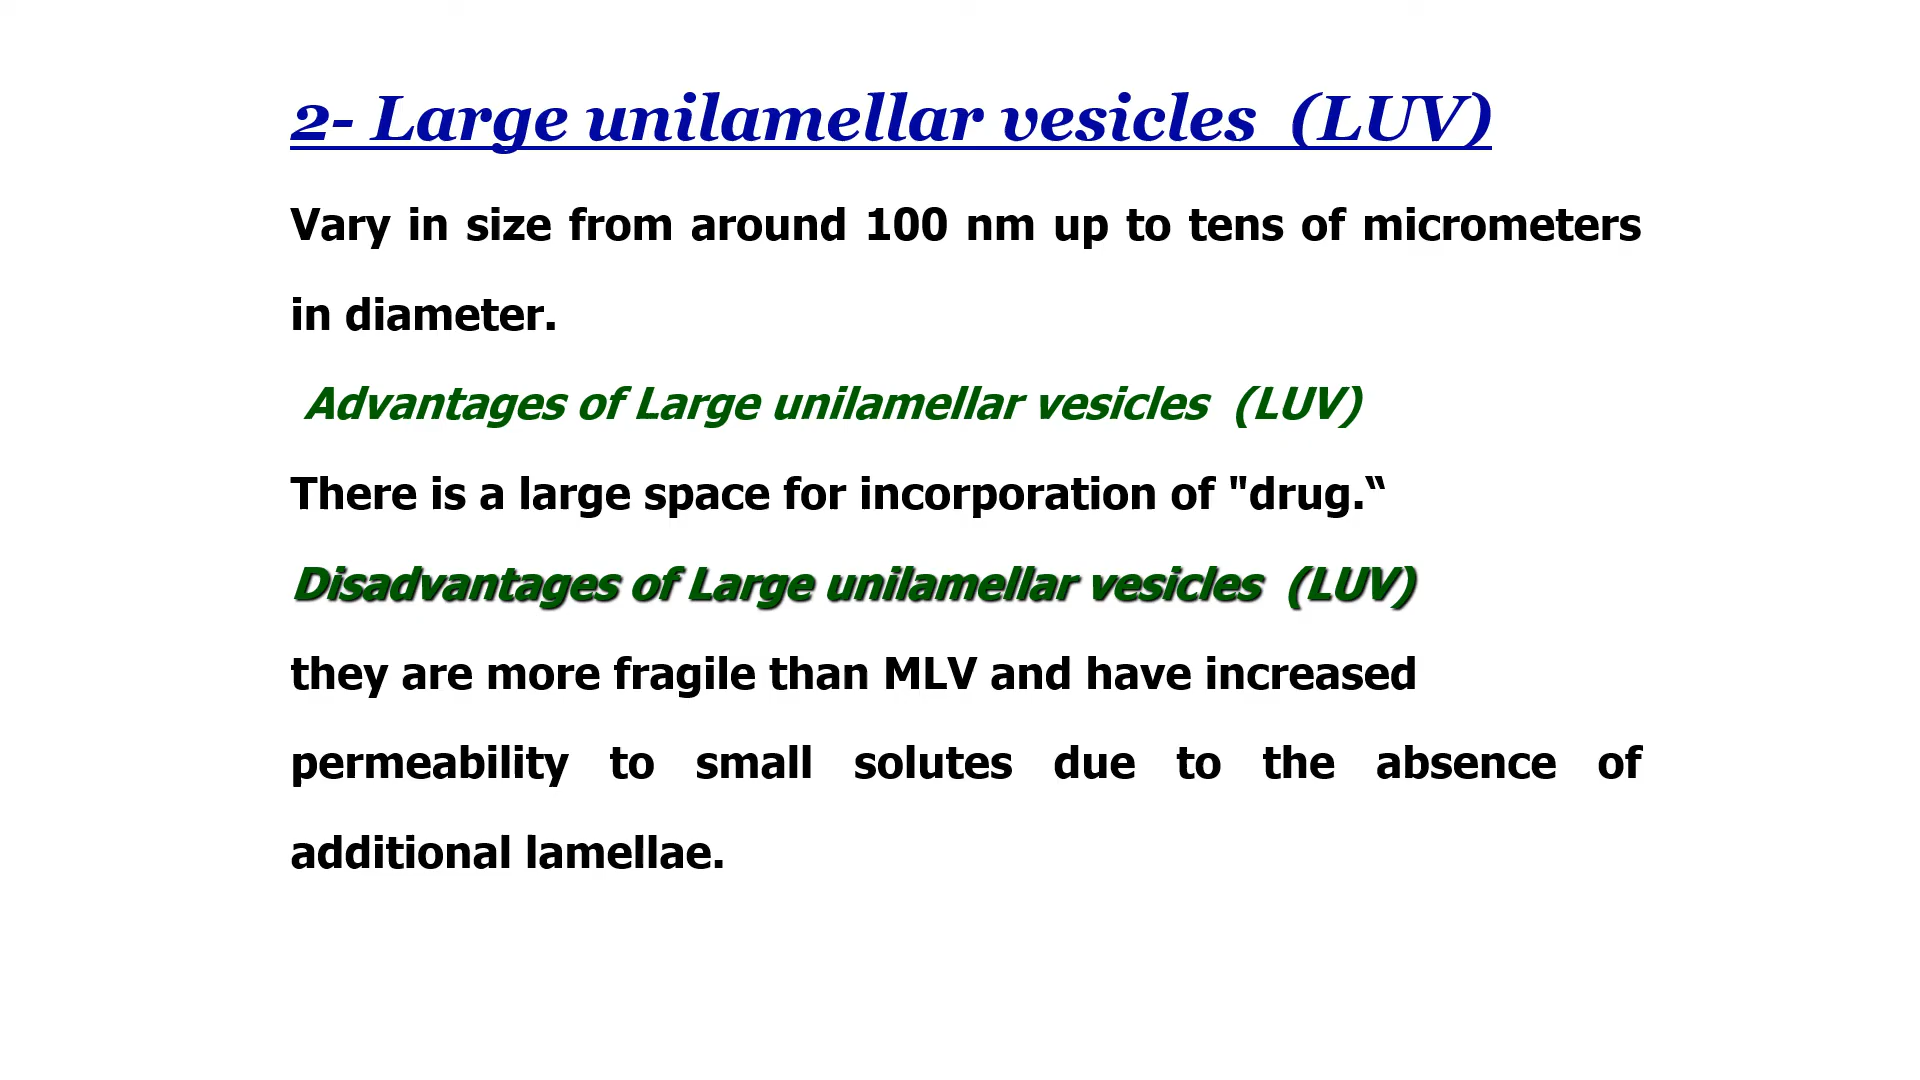 2- Large unilamellar vesicles (LUV)
Vary in size from around 100 nm up to tens of micrometers
in diameter.
Advantages of Large unilamellar vesicles (LUV)
There is a large space for incorporation of "drug.“
Disadvantages of Large unilamellar vesicles (LUV)
they are more fragile than MLV and have increased
permeability to small solutes due to the absence of
additional lamellae.